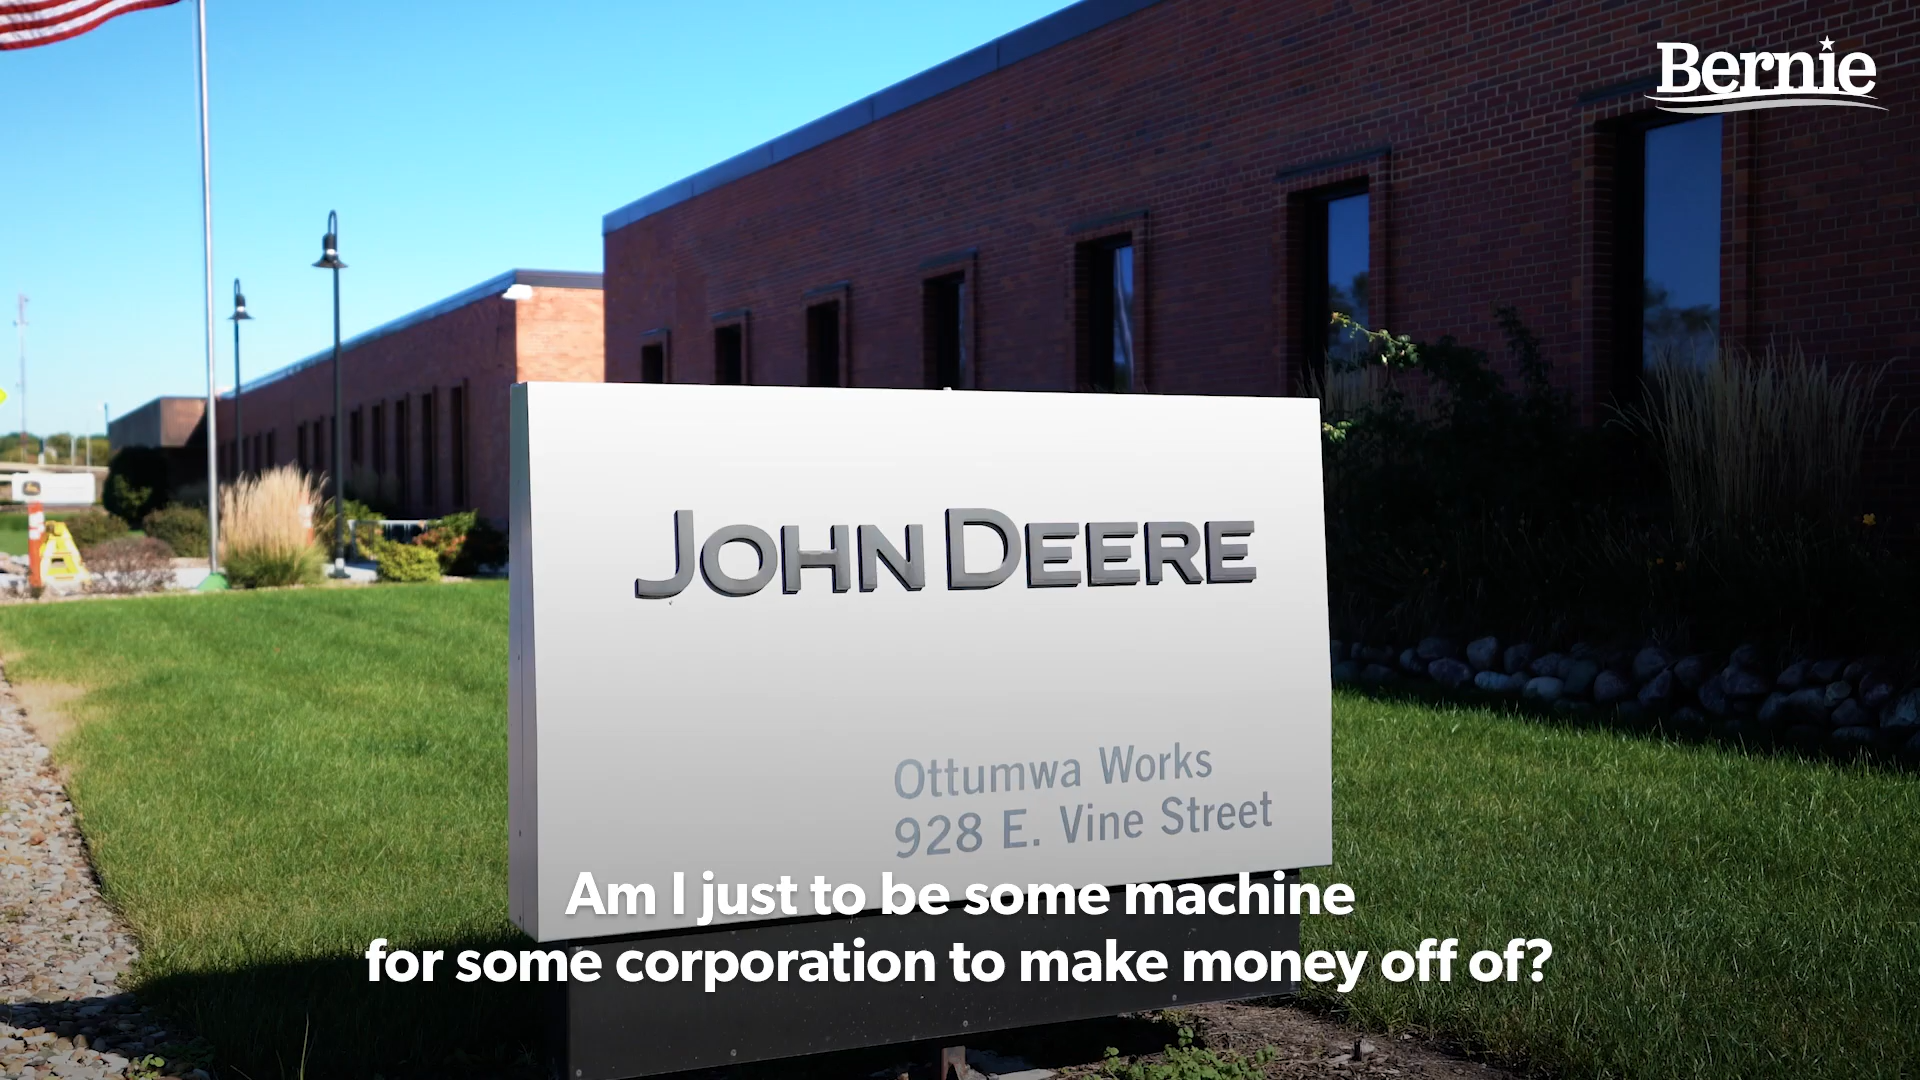 Bernie
JOHN DEERE
Ottumwa Works
928 E. Vine Street
Am I just to be some machine
for some corporation to make money off of?